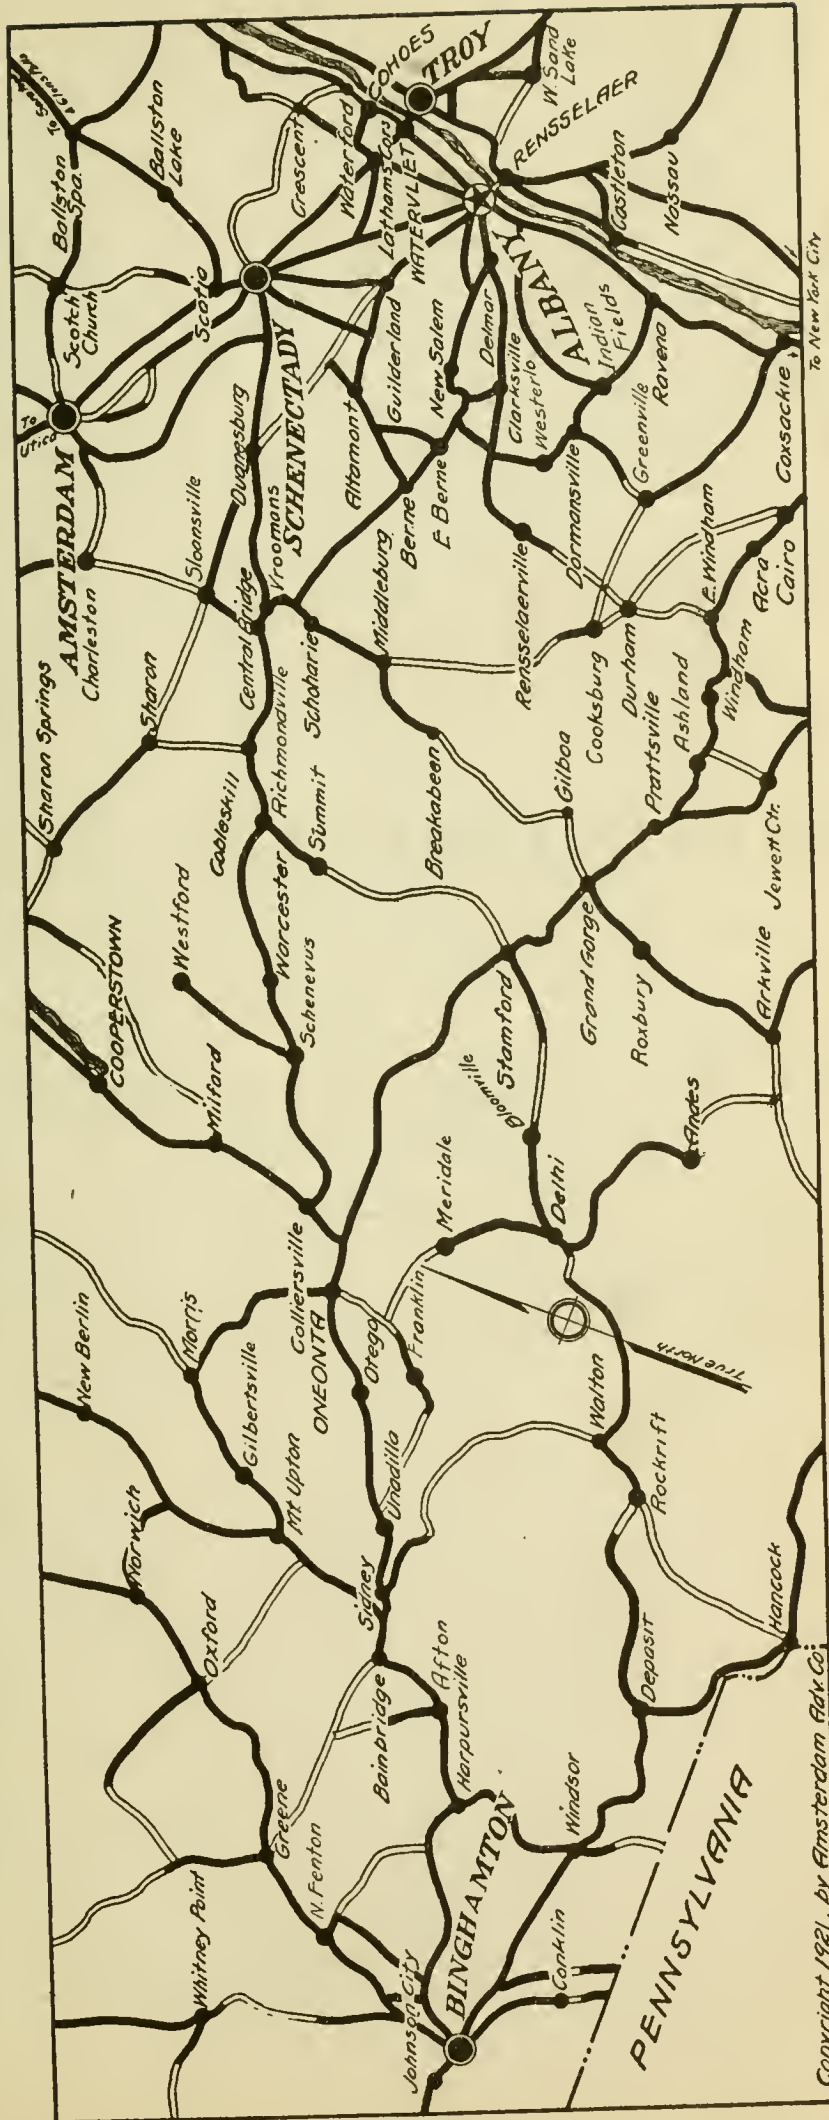 To Saratoga
& Glens Falls
To
Utica
AMSTERDAM
Ballston
Spa.
Ballston
Lake
Scotch
Church
Scotia
Crescent
Waterford
COHOES
TROY
Lathams Cors
WATERVLIET
W. Sand
Lake
RENSSELAER
Castleton
Nassau
ALBANY
SCHENECTADY
Guilderland
New Salem
Delmar
Clarksville
Westerlo
Indian
Fields
Ravena
Greenville
Coxsackie
To New York City
Altamont
Berne
E Berne
Dormansville
Duanesburg
Vroomans
Central Bridge
Sloansville
Charleston
Sharon
Sharon Springs
Schoharie
Middleburg
Rensselaerville
Cooksburg
Durham
E. Windham
Acra
Cairo
Windham
Ashland
Prattsville
Jewett Ctr.
Gilboa
Breakabeen
Richmondville
Cobleskill
Summit
Worcester
Westford
Schenevus
COOPERSTOWN
Milford
Grand Gorge
Stamford
Roxbury
Arkville
Andes
Bloomville
Delhi
Meridale
Colliersville
ONEONTA
Otego
Franklin
Morris
New Berlin
Gilbertsville
Mt Upton
Unadilla
Sidney
Walton
True North
Rockrift
Hancock
Norwich
Oxford
Bainbridge
Afton
Harpursville
Deposit
Windsor
Greene
N. Fenton
Whitney Point
Johnson City
BINGHAMTON
Conklin
PENNSYLVANIA
Copyright 1921, by Amsterdam Adv. Co.